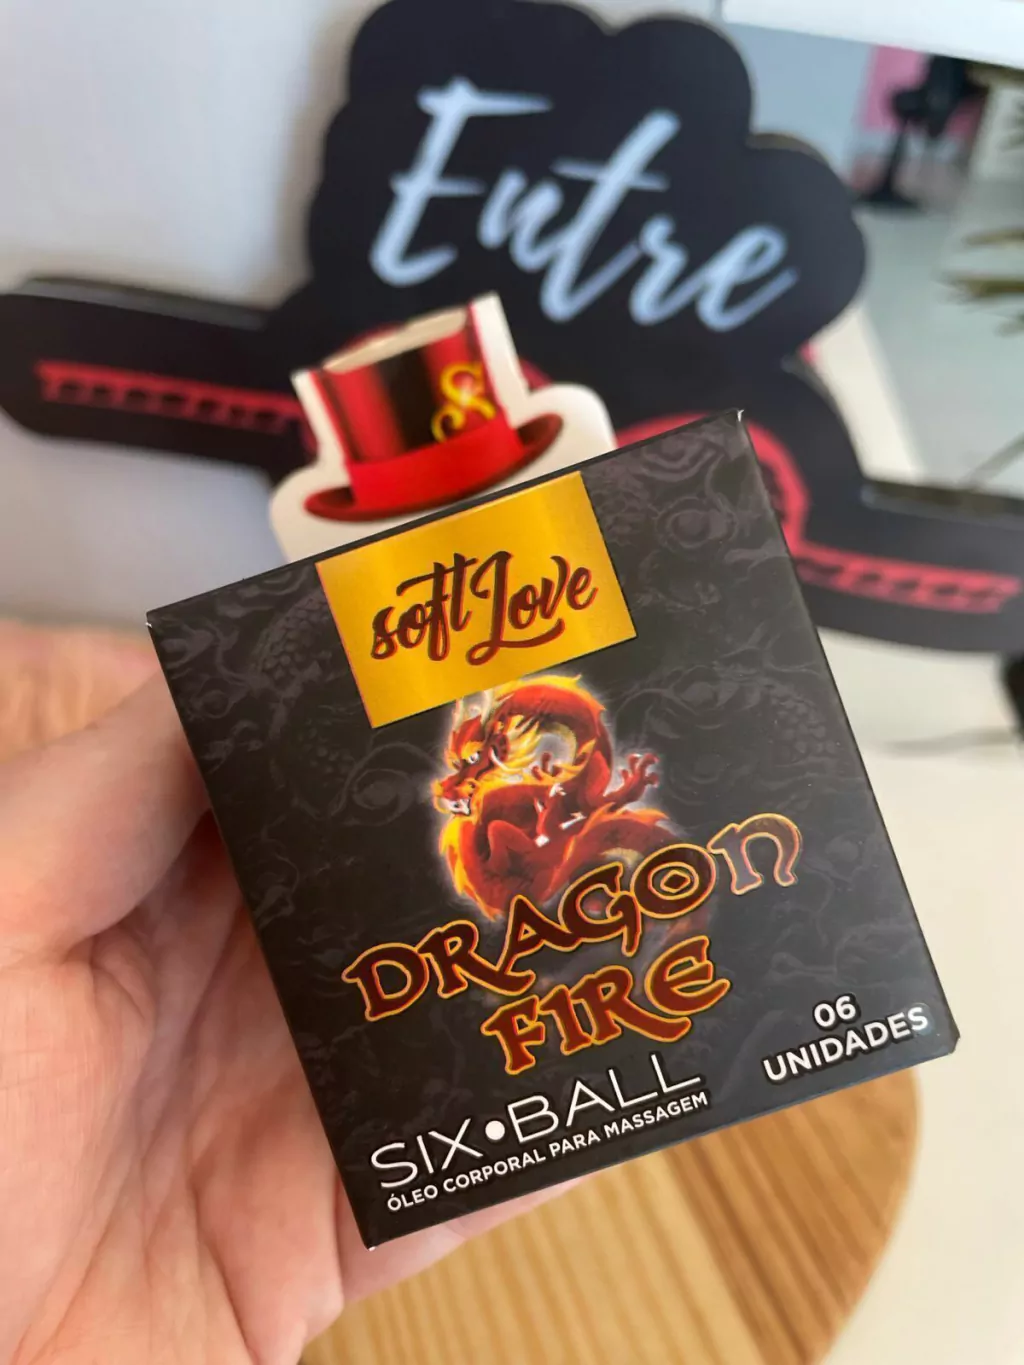 Entre
soft Love
DRAGON
FIRE
06
UNIDADES
SIX•BALL
ÓLEO CORPORAL PARA MASSAGEM